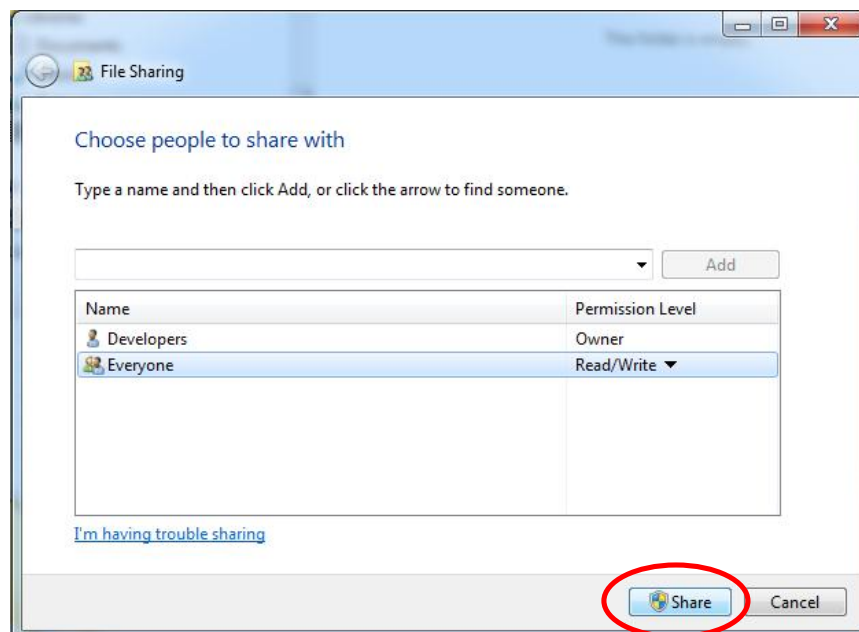 File Sharing
Choose people to share with
Type a name and then click Add, or click the arrow to find someone.
Add
Name Permission Level
Developers Owner
Everyone Read/Write
I'm having trouble sharing
Share Cancel